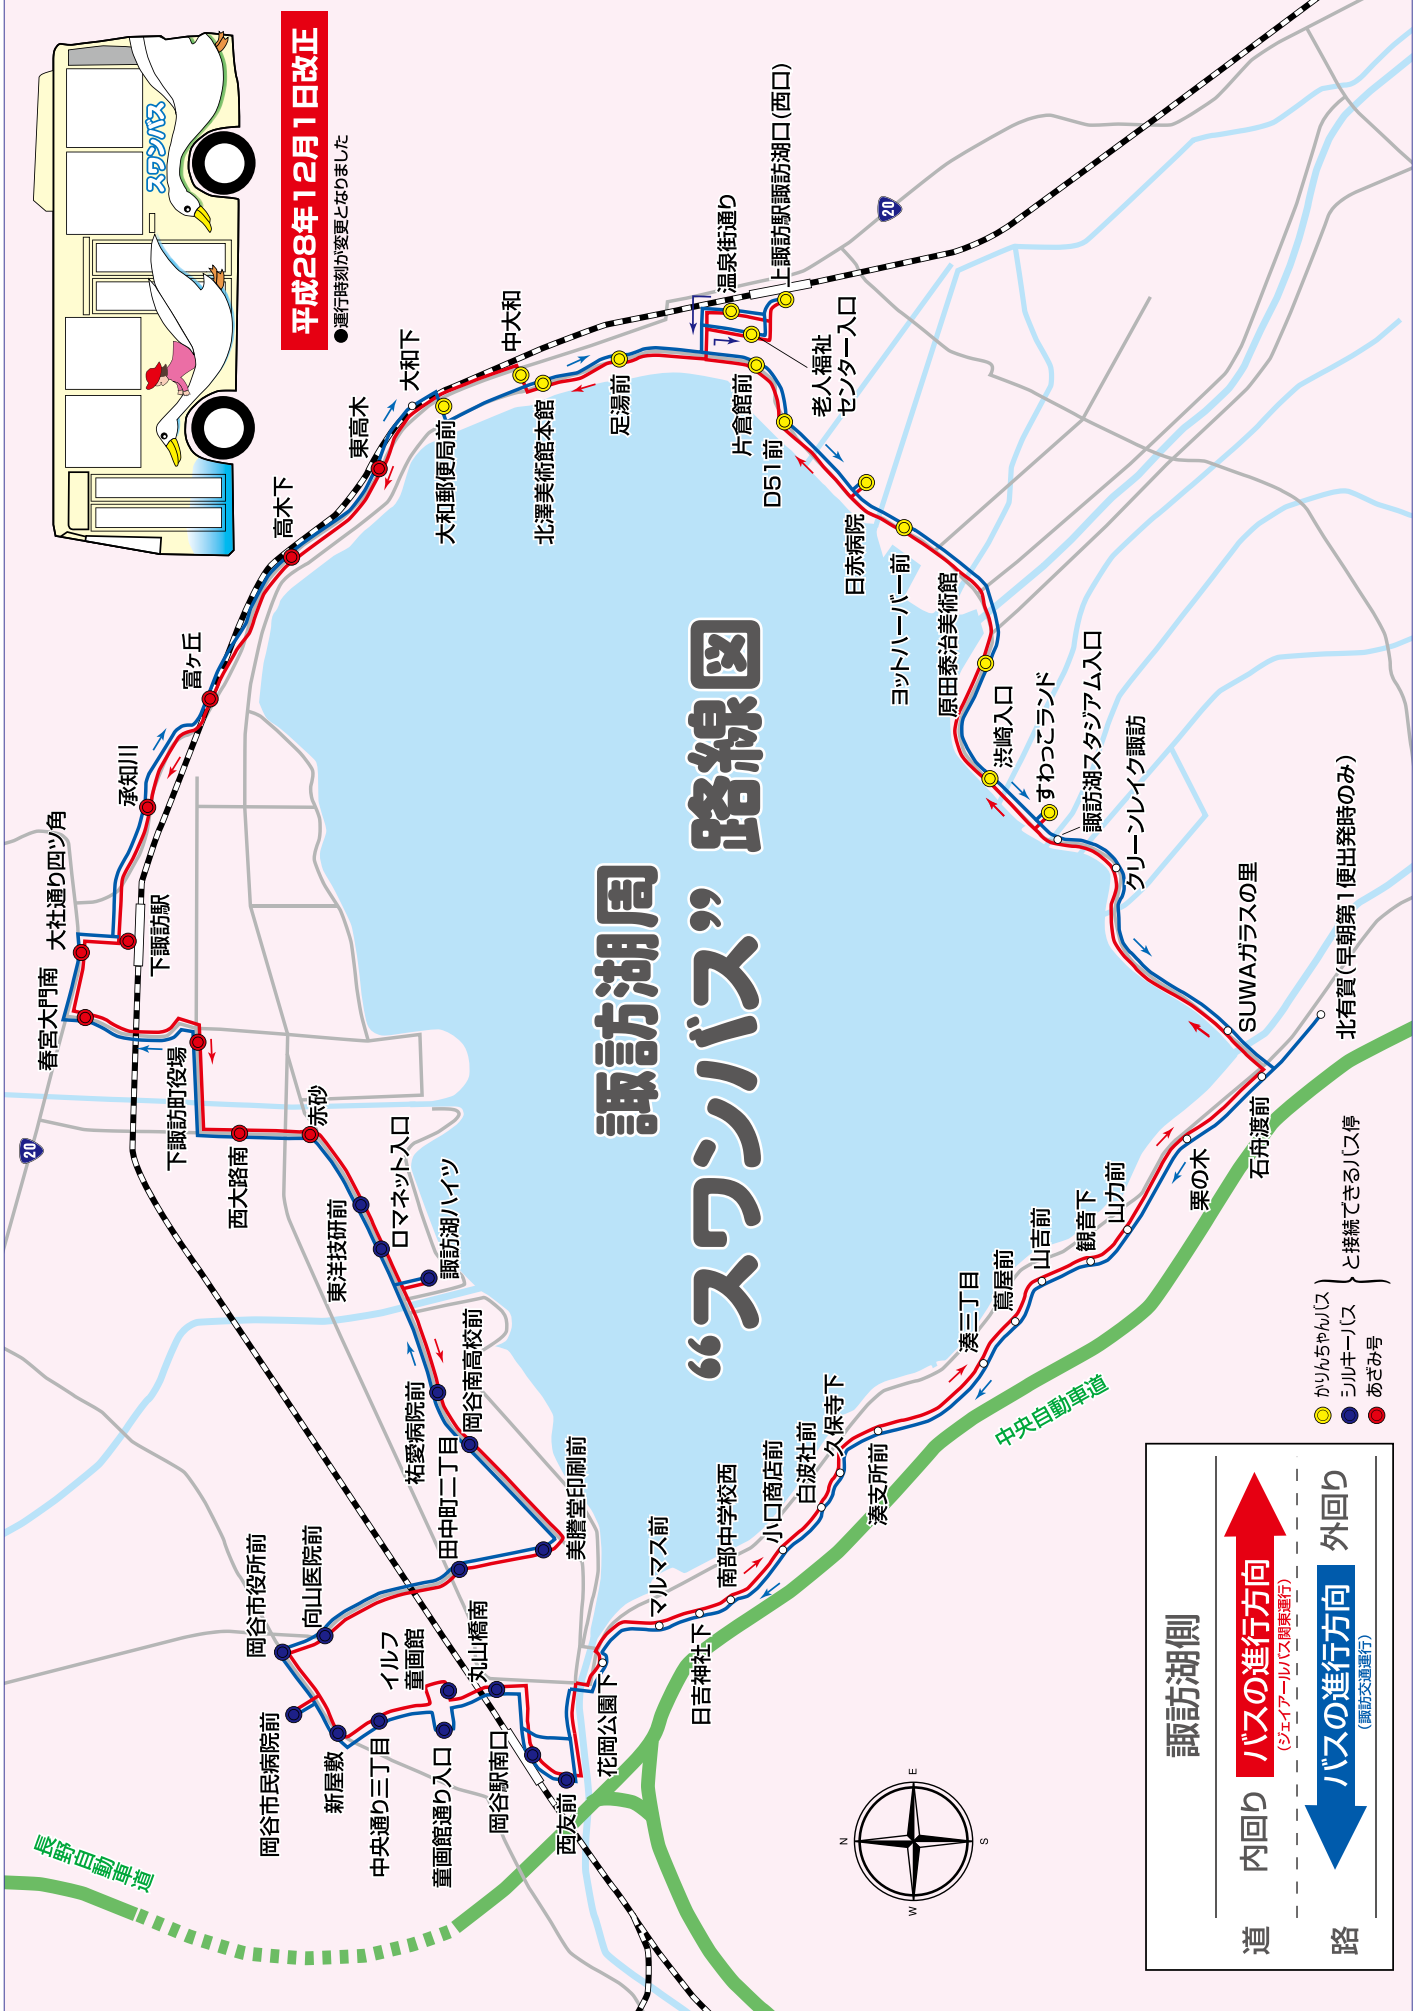 諏訪湖周
“スワンバス” 路線図
スワンバス
平成28年12月1日改正
●運行時刻が変更となりました
長野自動車道
中央自動車道
20
20
岡谷市民病院前
岡谷市役所前
向山医院前
新屋敷
中央通り三丁目
イルフ
童画館
童画館通り入口
丸山橋南
岡谷駅南口
西友前
花岡公園下
田中町二丁目
美謄堂印刷前
岡谷南高校前
祐愛病院前
諏訪湖ハイツ
ロマネット入口
東洋技研前
赤砂
西大路南
下諏訪町役場
春宮大門南
大社通り四ツ角
下諏訪駅
承知川
富ヶ丘
高木下
東高木
大和下
大和郵便局前
中大和
北澤美術館本館
足湯前
温泉街通り
上諏訪駅諏訪湖口(西口)
老人福祉
センター入口
片倉館前
D51前
日赤病院
ヨットハーバー前
原田泰治美術館
渋崎入口
すわっこランド
諏訪湖スタジアム入口
クリーンレイク諏訪
SUWAガラスの里
北有賀(早朝第1便出発時のみ)
石舟渡前
栗の木
山力前
観音下
山吉前
蔦屋前
湊三丁目
湊支所前
久保寺下
白波社前
小口商店前
南部中学校西
日吉神社下
マルマス前
N
E
S
W
かりんちゃんバス
シルキーバス
あざみ号
と接続できるバス停
諏訪湖側
道路
内回り
バスの進行方向
(ジェイアールバス関東運行)
バスの進行方向
(諏訪交通運行)
外回り